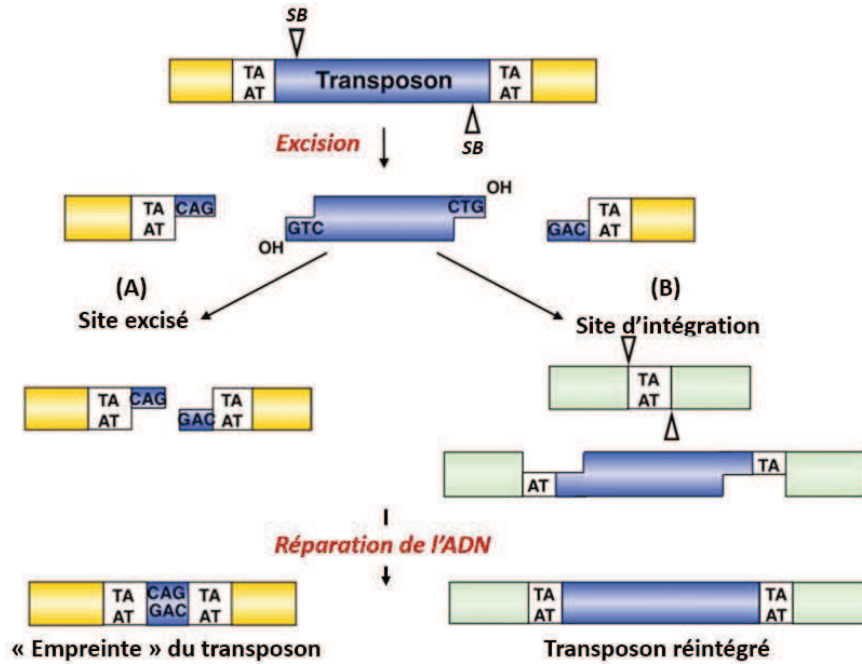 SB
TA TA
Transposon
AT AT
SB
Excision
OH
TA CAG CTG TA
AT GTC GAC AT
OH
(A) (B)
Site excisé Site d'intégration
TA
AT
TA CAG TA
AT GAC AT
AT TA
Réparation de l'ADN
TA CAG TA TA TA
AT GAC AT AT AT
« Empreinte » du transposon Transposon réintégré